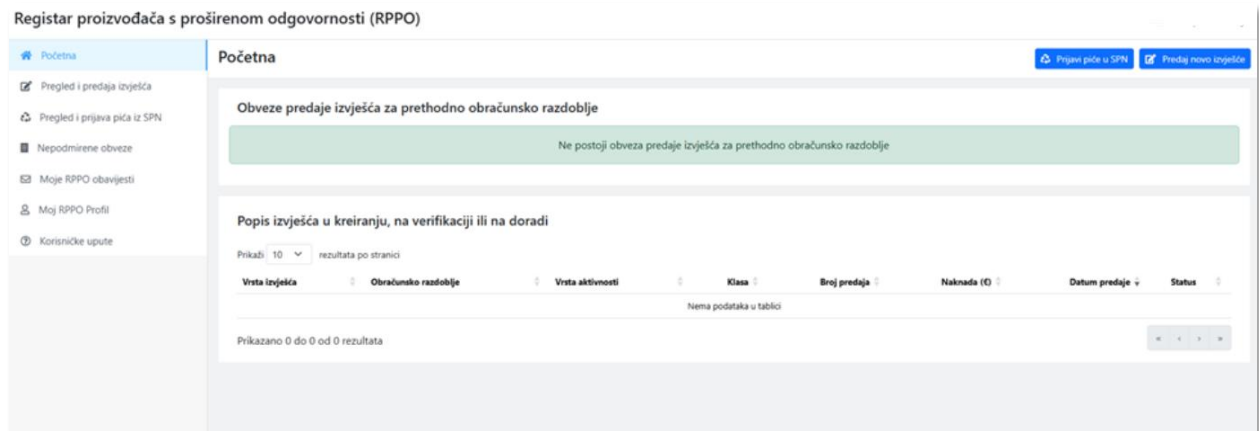 Registar proizvođača s proširenom odgovornosti (RPPO)
Početna
Pregled i predaja izvješća
Pregled i prijava pića iz SPN
Nepodmirene obveze
Moje RPPO obavijesti
Moj RPPO Profil
Korisničke upute
Početna
Prijavi piće u SPN
Predaj novo izvješće
Obveze predaje izvješća za prethodno obračunsko razdoblje
Ne postoji obveza predaje izvješća za prethodno obračunsko razdoblje
Popis izvješća u kreiranju, na verifikaciji ili na doradi
Prikaži 10 rezultata po stranici
Vrsta izvješća Obračunsko razdoblje Vrsta aktivnosti Klasa Broj predaja Naknada (€) Datum predaje Status
Nema podataka u tablici
Prikazano 0 do 0 od 0 rezultata
« ‹ › »